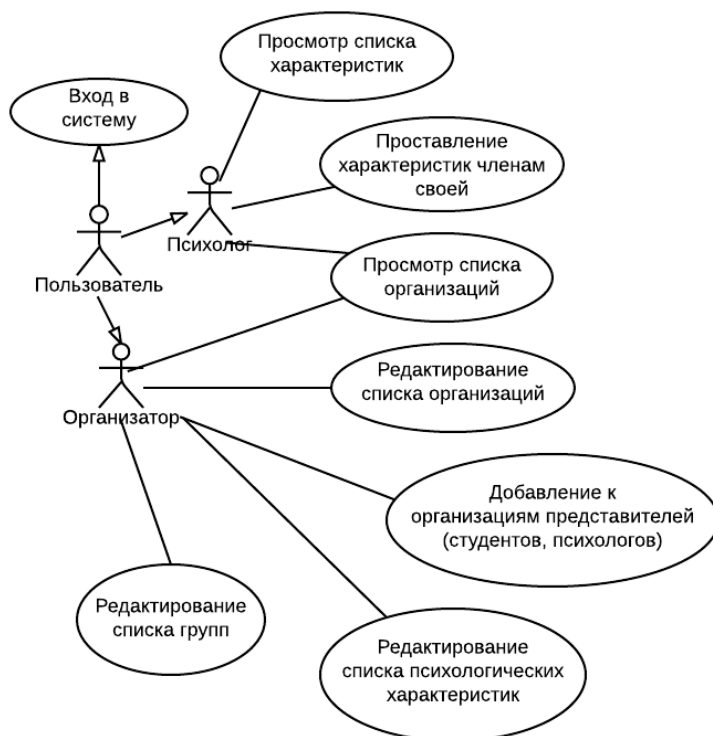 Просмотр списка
характеристик
Вход в
систему
Проставление
характеристик членам
своей
Психолог
Пользователь
Просмотр списка
организаций
Организатор
Редактирование
списка организаций
Добавление к
организациям представителей
(студентов, психологов)
Редактирование
списка групп
Редактирование
списка психологических
характеристик